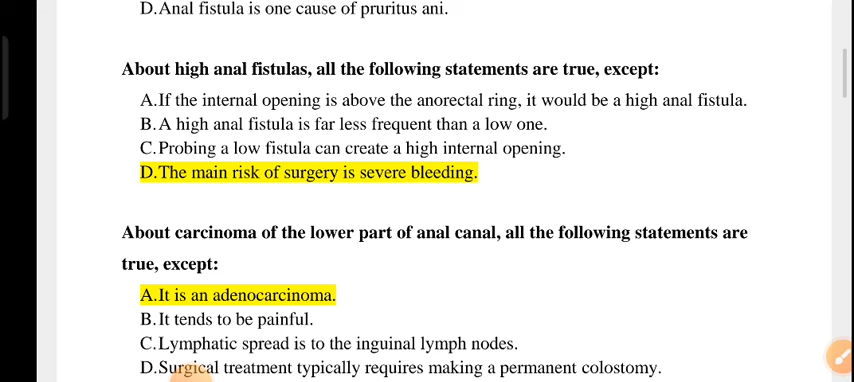 D.Anal fistula is one cause of pruritus ani.
About high anal fistulas, all the following statements are true, except:
A.If the internal opening is above the anorectal ring, it would be a high anal fistula.
B.A high anal fistula is far less frequent than a low one.
C.Probing a low fistula can create a high internal opening.
D.The main risk of surgery is severe bleeding.
About carcinoma of the lower part of anal canal, all the following statements are
true, except:
A.It is an adenocarcinoma.
B.It tends to be painful.
C.Lymphatic spread is to the inguinal lymph nodes.
D.Surgical treatment typically requires making a permanent colostomy.